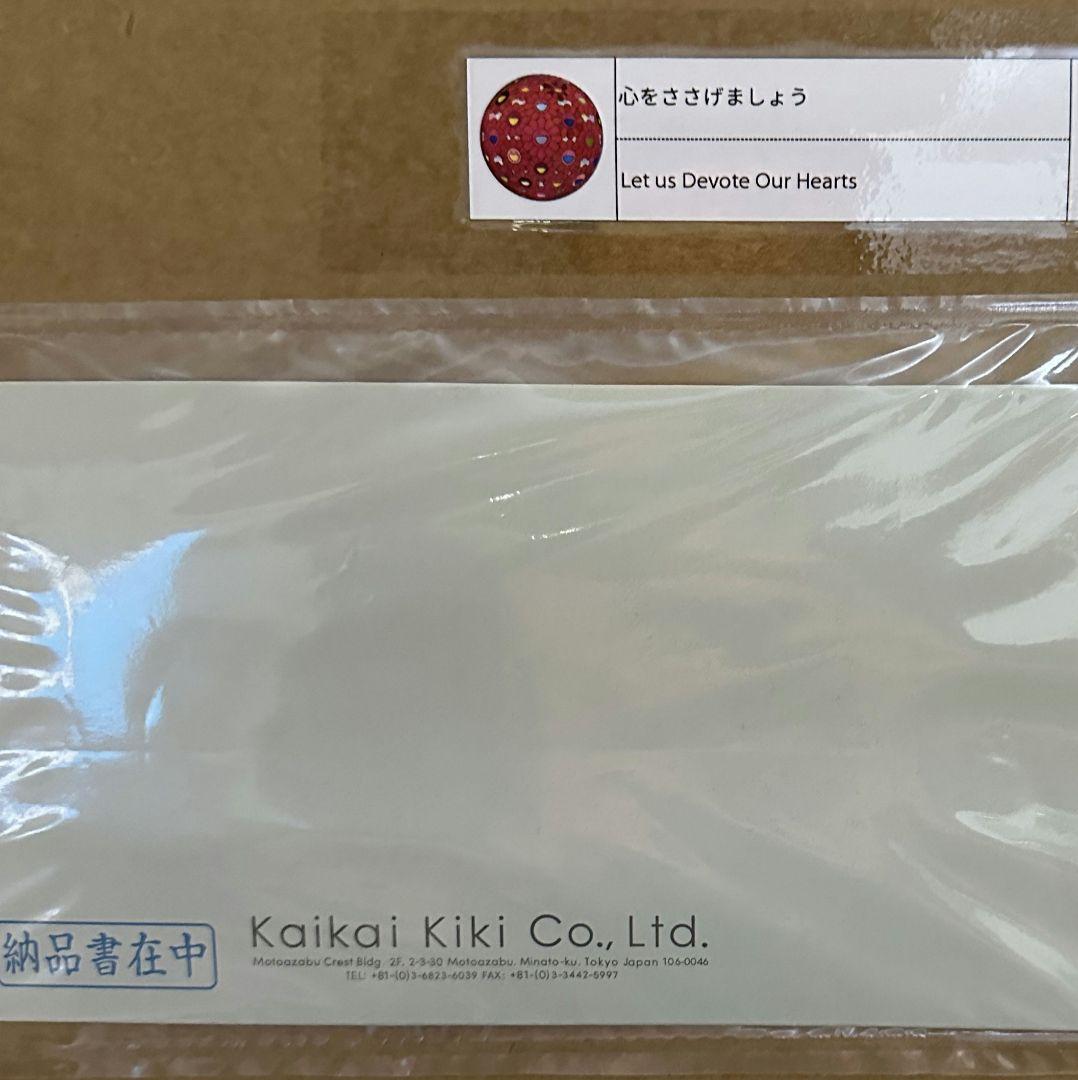 心をささげましょう
Let us Devote Our Hearts
納品書在中
Kaikai Kiki Co., Ltd.
Motoazabu Crest Bldg. 2F, 2-3-30 Motoazabu, Minato-ku, Tokyo Japan 106-0046
TEL: +81-(0)3-6823-6039 FAX: +81-(0)3-3442-5997